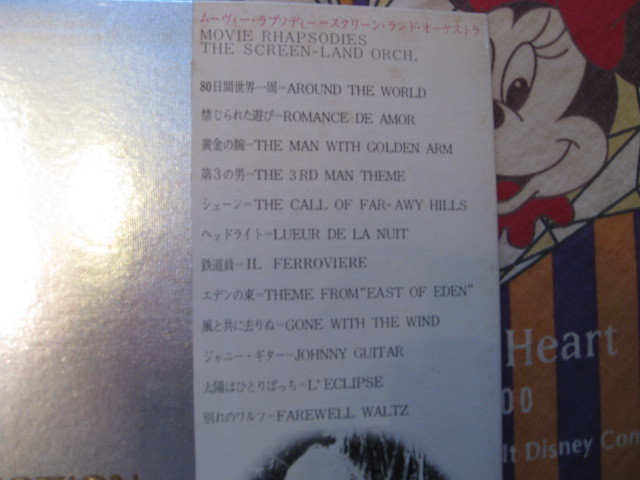 ムーヴィー・ラプソディー=スクリーン・ランド・オーケストラ
MOVIE RHAPSODIES
THE SCREEN-LAND ORCH.
80日間世界一周=AROUND THE WORLD
禁じられた遊び=ROMANCE DE AMOR
黄金の腕=THE MAN WITH GOLDEN ARM
第3の男=THE 3RD MAN THEME
シェーン=THE CALL OF FAR-AWY HILLS
ヘッドライト=LUEUR DE LA NUIT
鉄道員=IL FERROVIERE
エデンの東=THEME FROM "EAST OF EDEN"
風と共に去りぬ=GONE WITH THE WIND
ジャニー・ギター=JOHNNY GUITAR
太陽はひとりぼっち=L'ECLIPSE
別れのワルツ=FAREWELL WALTZ
Heart
00
lt Disney Com